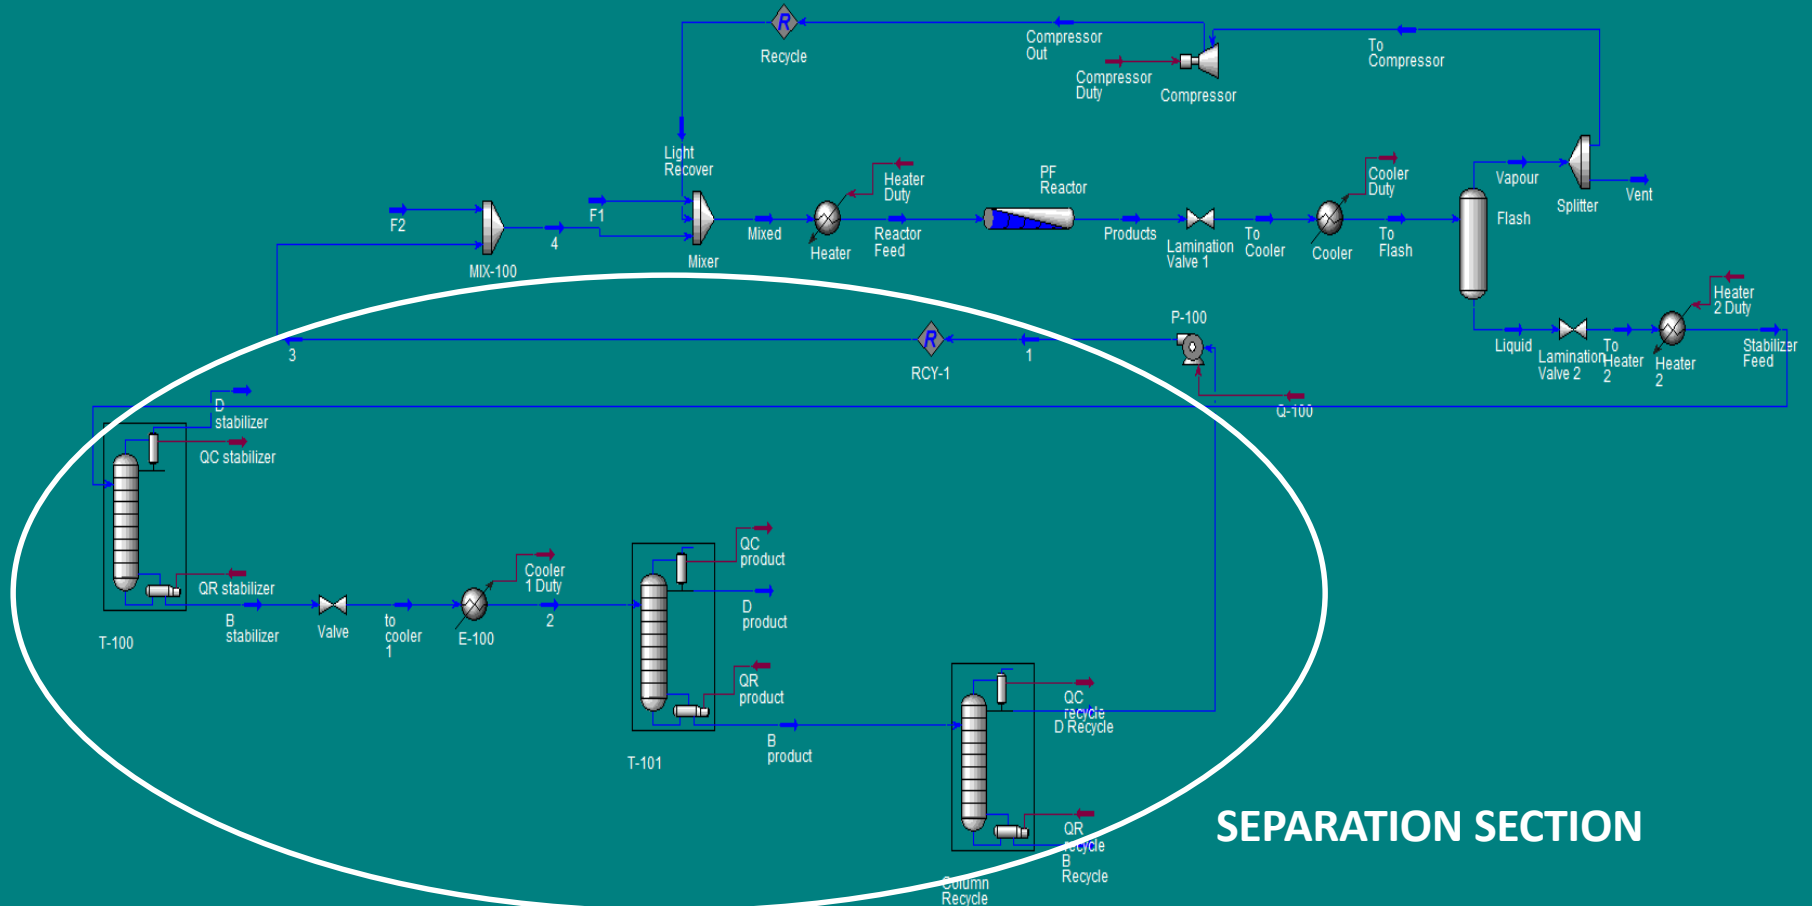 R
Recycle
Compressor
Out
To
Compressor
Compressor
Duty
Compressor
Light
Recover
Heater
Duty
PF
Reactor
Cooler
Duty
Vapour
Vent
Splitter
F2
F1
4
MIX-100
Mixer
Mixed
Heater
Reactor
Feed
Products
Lamination
Valve 1
To
Cooler
Cooler
To
Flash
Flash
Heater
2 Duty
P-100
Liquid
Lamination
Valve 2
To
Heater
2
Heater
2
Stabilizer
Feed
3
R
RCY-1
1
Q-100
D
stabilizer
QC stabilizer
QR stabilizer
B
stabilizer
T-100
Valve
to
cooler
1
Cooler
1 Duty
E-100
2
QC
product
D
product
QR
product
B
product
T-101
QC
recycle
D Recycle
QR
recycle
B
Recycle
Column
Recycle
SEPARATION SECTION